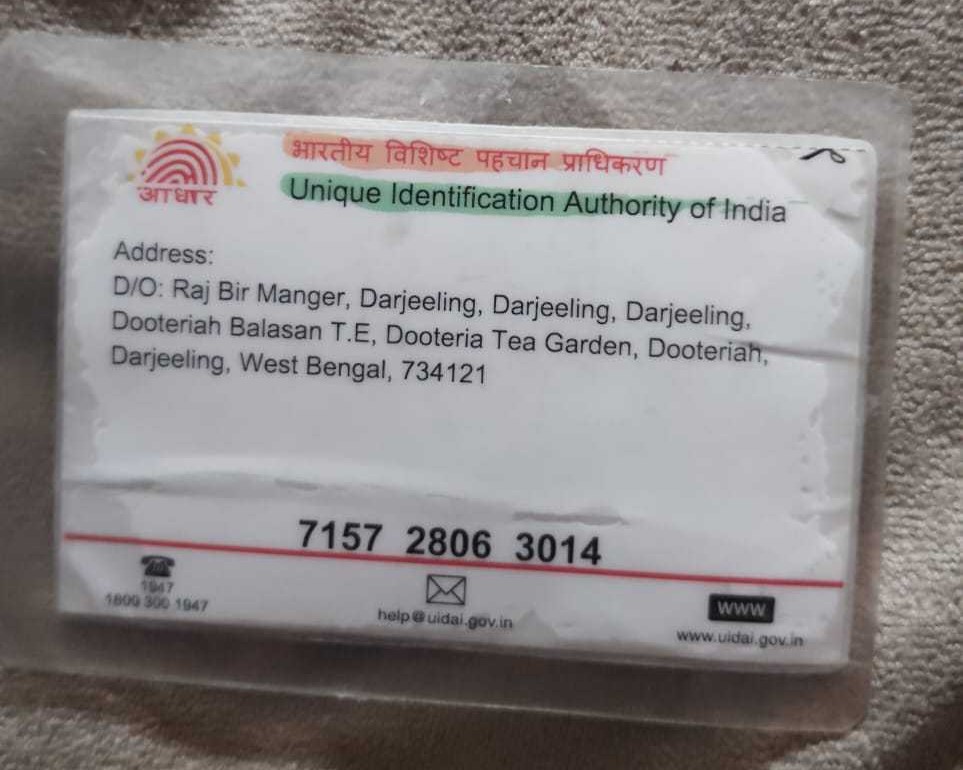 भारतीय विशिष्ट पहचान प्राधिकरण
आधार
Unique Identification Authority of India
Address:
D/O: Raj Bir Manger, Darjeeling, Darjeeling, Darjeeling,
Dooteriah Balasan T.E, Dooteria Tea Garden, Dooteriah,
Darjeeling, West Bengal, 734121
7157 2806 3014
1947
1800 300 1947
help@uidai.gov.in
WWW
www.uidai.gov.in